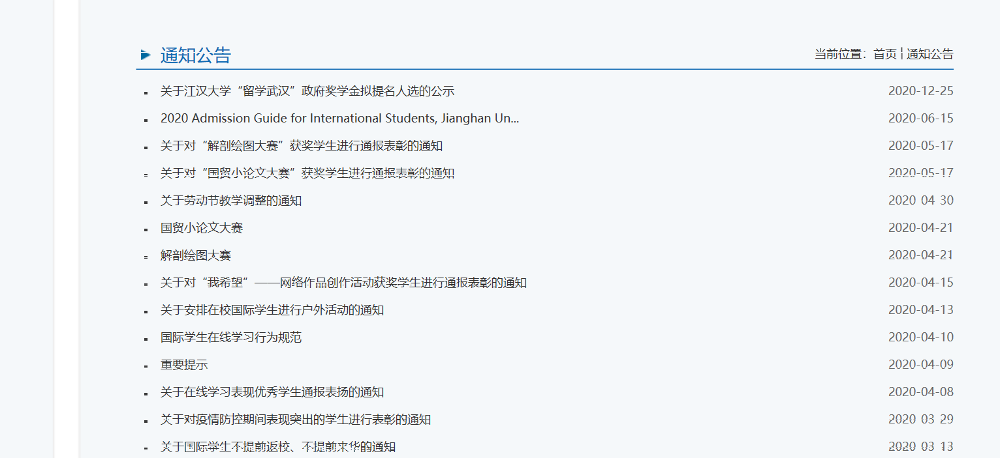 通知公告 当前位置：首页 | 通知公告
关于江汉大学“留学武汉”政府奖学金拟提名人选的公示 2020-12-25
2020 Admission Guide for International Students, Jianghan Un... 2020-06-15
关于对“解剖绘图大赛”获奖学生进行通报表彰的通知 2020-05-17
关于对“国贸小论文大赛”获奖学生进行通报表彰的通知 2020-05-17
关于劳动节教学调整的通知 2020-04-30
国贸小论文大赛 2020-04-21
解剖绘图大赛 2020-04-21
关于对“我希望”——网络作品创作活动获奖学生进行通报表彰的通知 2020-04-15
关于安排在校国际学生进行户外活动的通知 2020-04-13
国际学生在线学习行为规范 2020-04-10
重要提示 2020-04-09
关于在线学习表现优秀学生通报表扬的通知 2020-04-08
关于对疫情防控期间表现突出的学生进行表彰的通知 2020-03-29
关于国际学生不提前返校、不提前来华的通知 2020-03-13